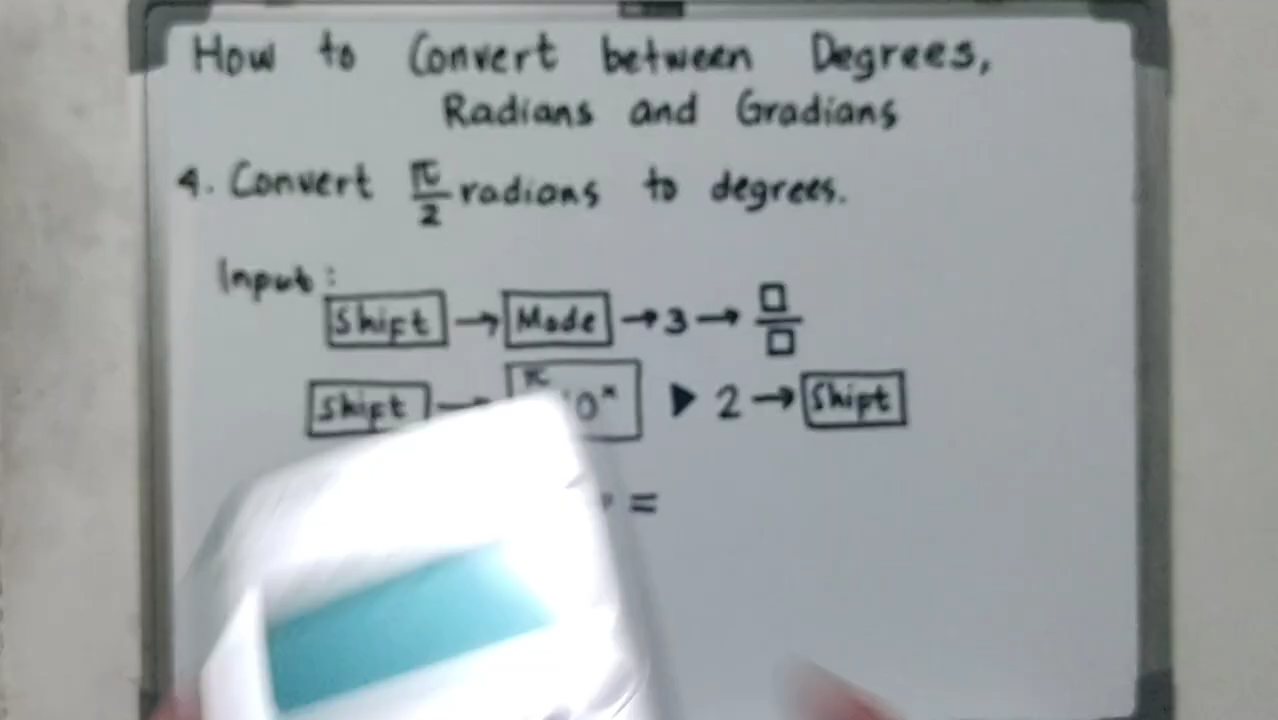 How to Convert between Degrees,
Radians and Gradians
4. Convert π/2 radians to degrees.
Input:
Shift → Mode → 3 → □/□
Shift → π 10ˣ ▶ 2 → Shift
=